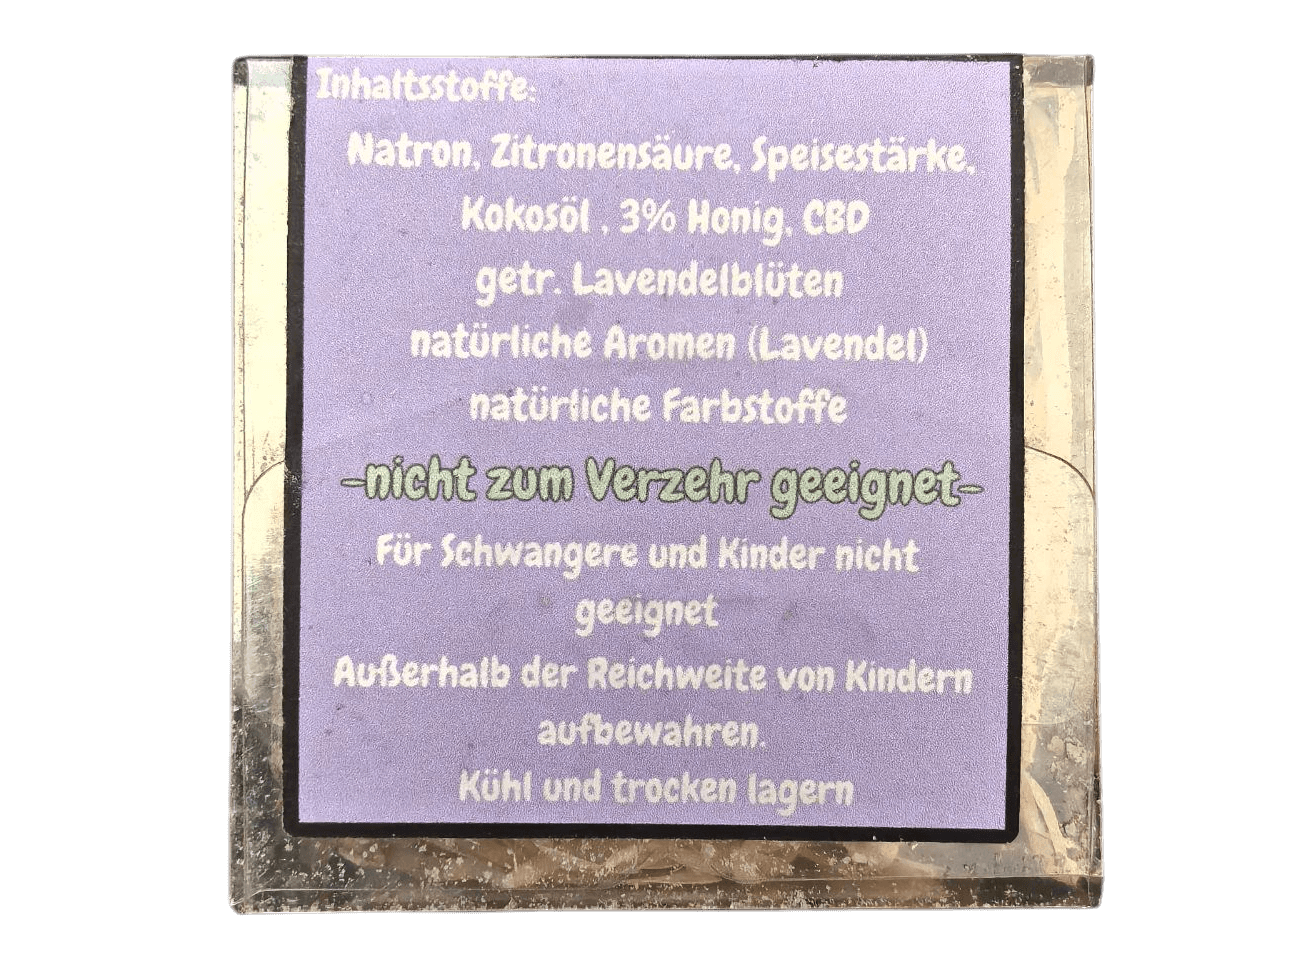 Inhaltsstoffe:
Natron, Zitronensäure, Speisestärke,
Kokosöl , 3% Honig, CBD
getr. Lavendelblüten
natürliche Aromen (Lavendel)
natürliche Farbstoffe
-nicht zum Verzehr geeignet-
Für Schwangere und Kinder nicht
geeignet
Außerhalb der Reichweite von Kindern
aufbewahren.
Kühl und trocken lagern